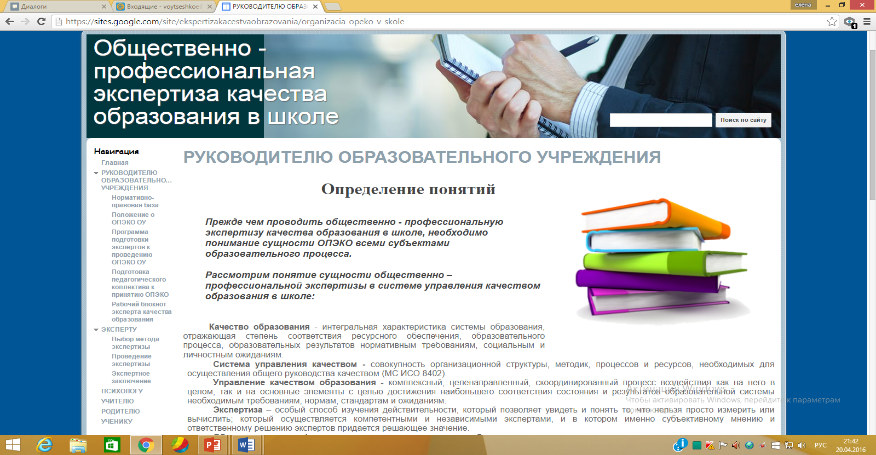 Диалоги
Входящие - voytseshko
РУКОВОДИТЕЛЮ ОБРАЗ
https://sites.google.com/site/ekspertizakacestvaobrazovania/organizacia-opeko-v-skole
Общественно -
профессиональная
экспертиза качества
образования в школе
Поиск по сайту
Навигация
Главная
РУКОВОДИТЕЛЮ
ОБРАЗОВАТЕЛЬНО...
УЧРЕЖДЕНИЯ
Нормативно-
правовая база
Положение о
ОПЭКО ОУ
Программа
подготовки
экспертов к
проведению
ОПЭКО ОУ
Подготовка
педагогического
коллектива к
принятию ОПЭКО
Рабочий блокнот
эксперта качества
образования
ЭКСПЕРТУ
Выбор метода
экспертизы
Проведение
экспертизы
Экспертное
заключение
ПСИХОЛОГУ
УЧИТЕЛЮ
РОДИТЕЛЮ
УЧЕНИКУ
РУКОВОДИТЕЛЮ ОБРАЗОВАТЕЛЬНОГО УЧРЕЖДЕНИЯ
Определение понятий
Прежде чем проводить общественно - профессиональную
экспертизу качества образования в школе, необходимо
понимание сущности ОПЭКО всеми субъектами
образовательного процесса.
Рассмотрим понятие сущности общественно –
профессиональной экспертизы в системе управления качеством
образования в школе:
Качество образования - интегральная характеристика системы образования,
отражающая степень соответствия ресурсного обеспечения, образовательного
процесса, образовательных результатов нормативным требованиям, социальным и
личностным ожиданиям.
Система управления качеством - совокупность организационной структуры, методик, процессов и ресурсов, необходимых для
осуществления общего руководства качеством (МС ИСО 8402)
Управление качеством образования - комплексный, целенаправленный, скоординированный процесс воздействия как на него в
целом, так и на основные элементы с целью достижения наибольшего соответствия состояния и результатов образовательной системы
необходимым требованиям, нормам, стандартам и ожиданиям.
Экспертиза – особый способ изучения действительности, который позволяет увидеть и понять то, что нельзя просто измерить или
вычислить; который осуществляется компетентными и независимыми экспертами, и в котором именно субъективному мнению и
ответственному решению экспертов придается решающее значение.
Чтобы активировать Windows, перейдите к параметрам
РУС
21:42
20.04.2016